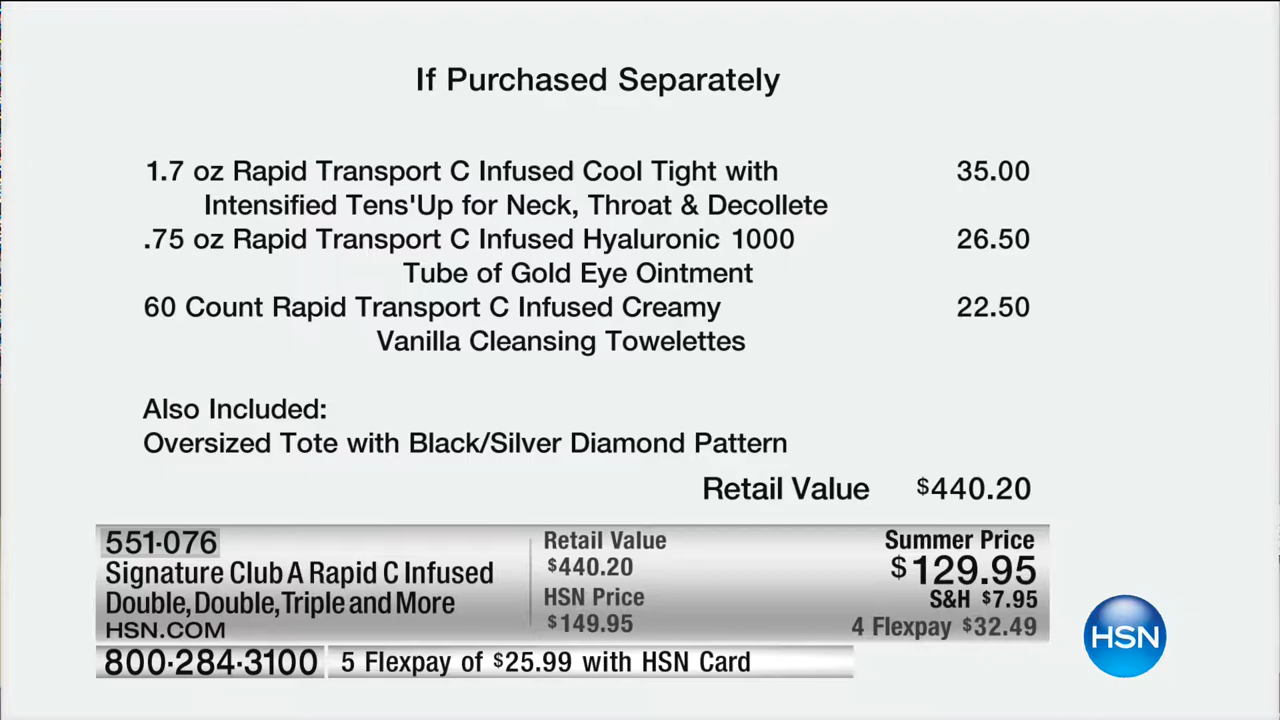 If Purchased Separately
1.7 oz Rapid Transport C Infused Cool Tight with 35.00
Intensified Tens'Up for Neck, Throat & Decollete
.75 oz Rapid Transport C Infused Hyaluronic 1000 26.50
Tube of Gold Eye Ointment
60 Count Rapid Transport C Infused Creamy 22.50
Vanilla Cleansing Towelettes
Also Included:
Oversized Tote with Black/Silver Diamond Pattern
Retail Value $440.20
551·076
Signature Club A Rapid C Infused
Double, Double, Triple and More
HSN.COM
Retail Value
$440.20
HSN Price
$149.95
Summer Price
$129.95
S&H $7.95
4 Flexpay $32.49
800·284·3100
5 Flexpay of $25.99 with HSN Card
HSN